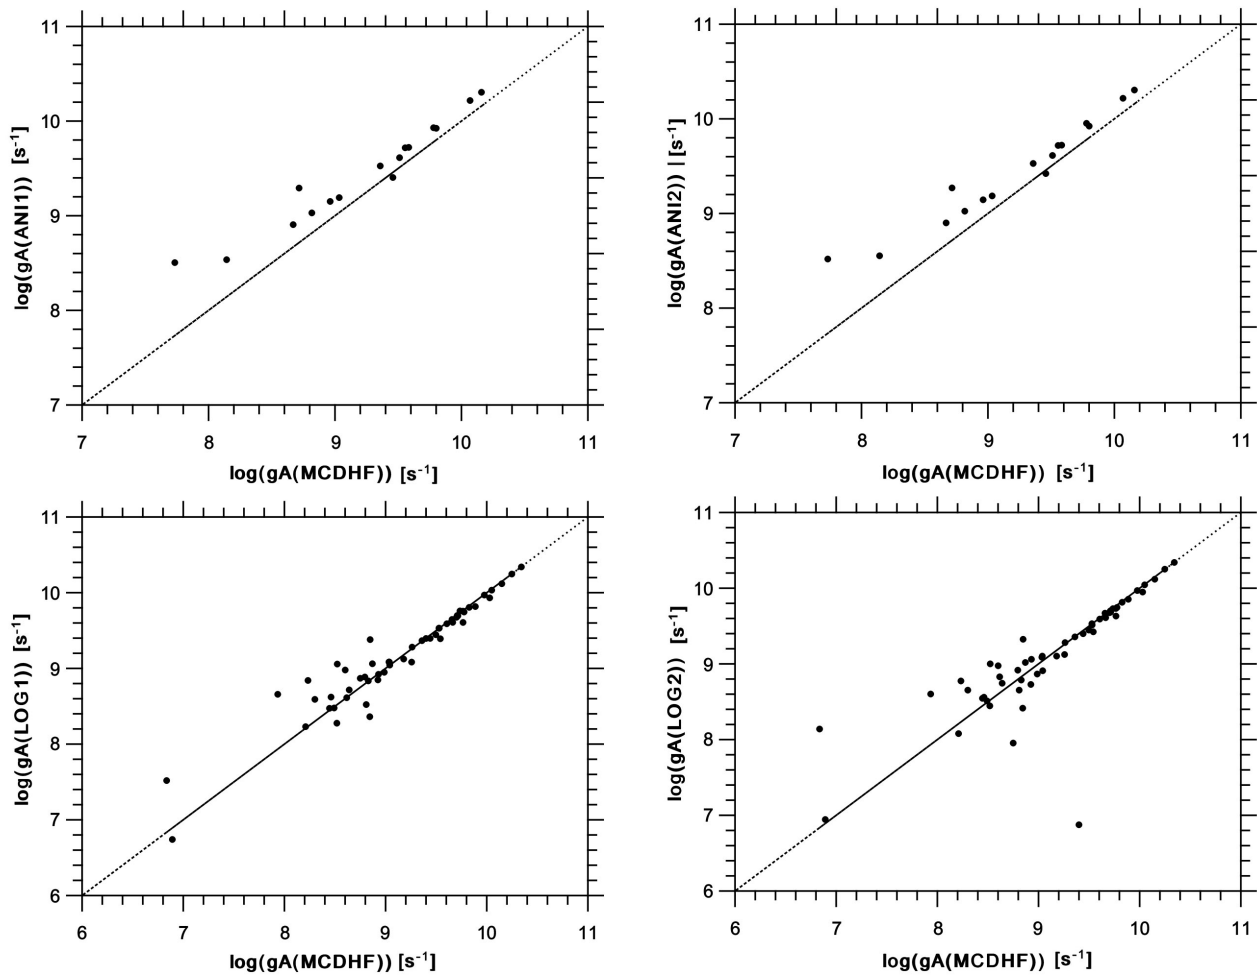 11
10
9
8
7
log(gA(ANI1)) [s⁻¹]
7 8 9 10 11
log(gA(MCDHF)) [s⁻¹]
11
10
9
8
7
log(gA(ANI2)) | [s⁻¹]
7 8 9 10 11
log(gA(MCDHF)) [s⁻¹]
11
10
9
8
7
6
log(gA(LOG1)) [s⁻¹]
6 7 8 9 10 11
log(gA(MCDHF)) [s⁻¹]
11
10
9
8
7
6
log(gA(LOG2)) [s⁻¹]
6 7 8 9 10 11
log(gA(MCDHF)) [s⁻¹]